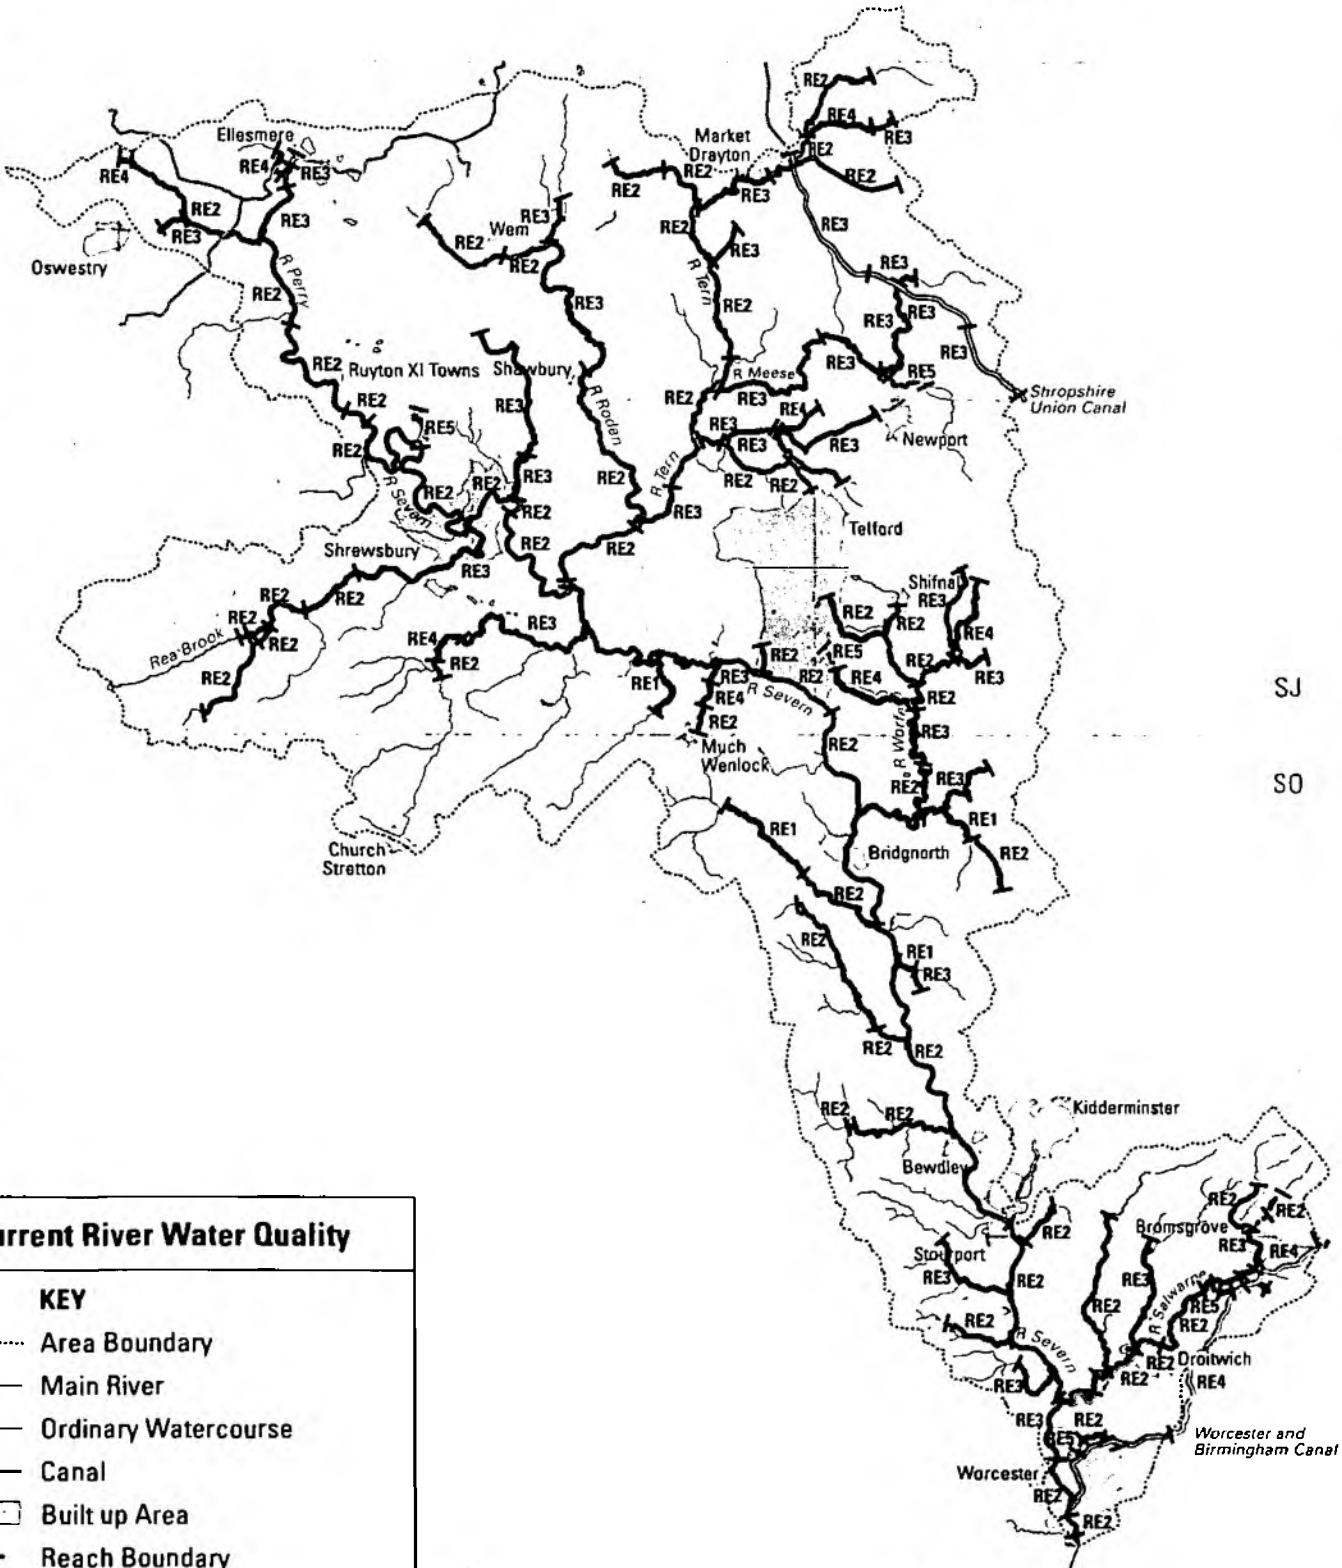 RE2
RE4
RE3
RE2
RE2
Market
Drayton
RE2
RE2
RE3
RE3
Ellesmere
RE4
RE3
RE4
RE2
RE3
RE3
Oswestry
R Perry
RE2
RE3
Wem
RE2
RE2
RE2
RE3
R Tern
RE2
RE3
RE3
RE3
RE3
RE3
RE2
Ruyton XI Towns
Shawbury
RE3
R Roden
R Meese
RE3
RE3
RE5
Shropshire
Union Canal
RE2
RE2
RE5
RE3
RE2
RE3
RE4
RE3
RE3
Newport
R Severn
RE2
RE2
RE3
RE2
RE2
RE2
R Tern
RE3
RE2
RE2
Telford
Shrewsbury
RE3
RE2
RE2
RE2
RE2
RE2
Rea Brook
RE2
RE4
RE2
RE3
RE1
RE3
RE4
RE2
Much
Wenlock
R Severn
RE2
RE2
RE5
RE4
RE2
RE2
Shifnal
RE3
RE4
RE3
RE2
RE2
RE3
R Worfe
RE2
RE2
RE3
RE1
RE2
SJ
SO
Church
Stretton
Bridgnorth
RE1
RE2
RE2
RE1
RE3
RE2
RE2
RE2
RE2
Kidderminster
Bewdley
Stourport
RE2
RE3
RE2
RE2
R Severn
RE3
RE2
RE3
Bromsgrove
RE2
RE2
RE3
RE4
R Salwarpe
RE5
RE2
RE2
Droitwich
RE2
RE4
RE3
RE2
RE5
Worcester and
Birmingham Canal
Worcester
RE2
RE2
urrent River Water Quality
KEY
Area Boundary
Main River
Ordinary Watercourse
Canal
Built up Area
Reach Boundary